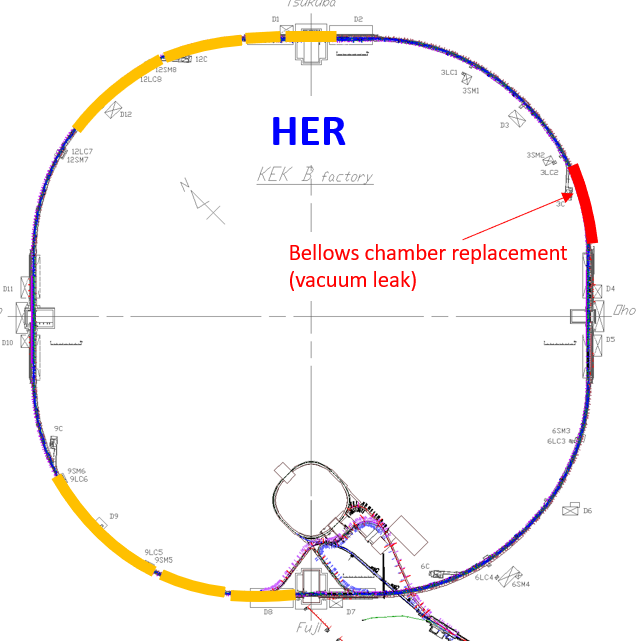 Tsukuba
D1
D2
12C
12SM8
12LC8
3LC1
3SM1
D12
D3
HER
12LC7
12SM7
3SM2
3LC2
KEK B factory
N
3C
Bellows chamber replacement
(vacuum leak)
D11
D4
Oho
D10
D5
9C
6SM3
6LC3
9SM6
9LC6
D9
D6
9LC5
9SM5
6C
6LC4
6SM4
D8
D7
Fuji